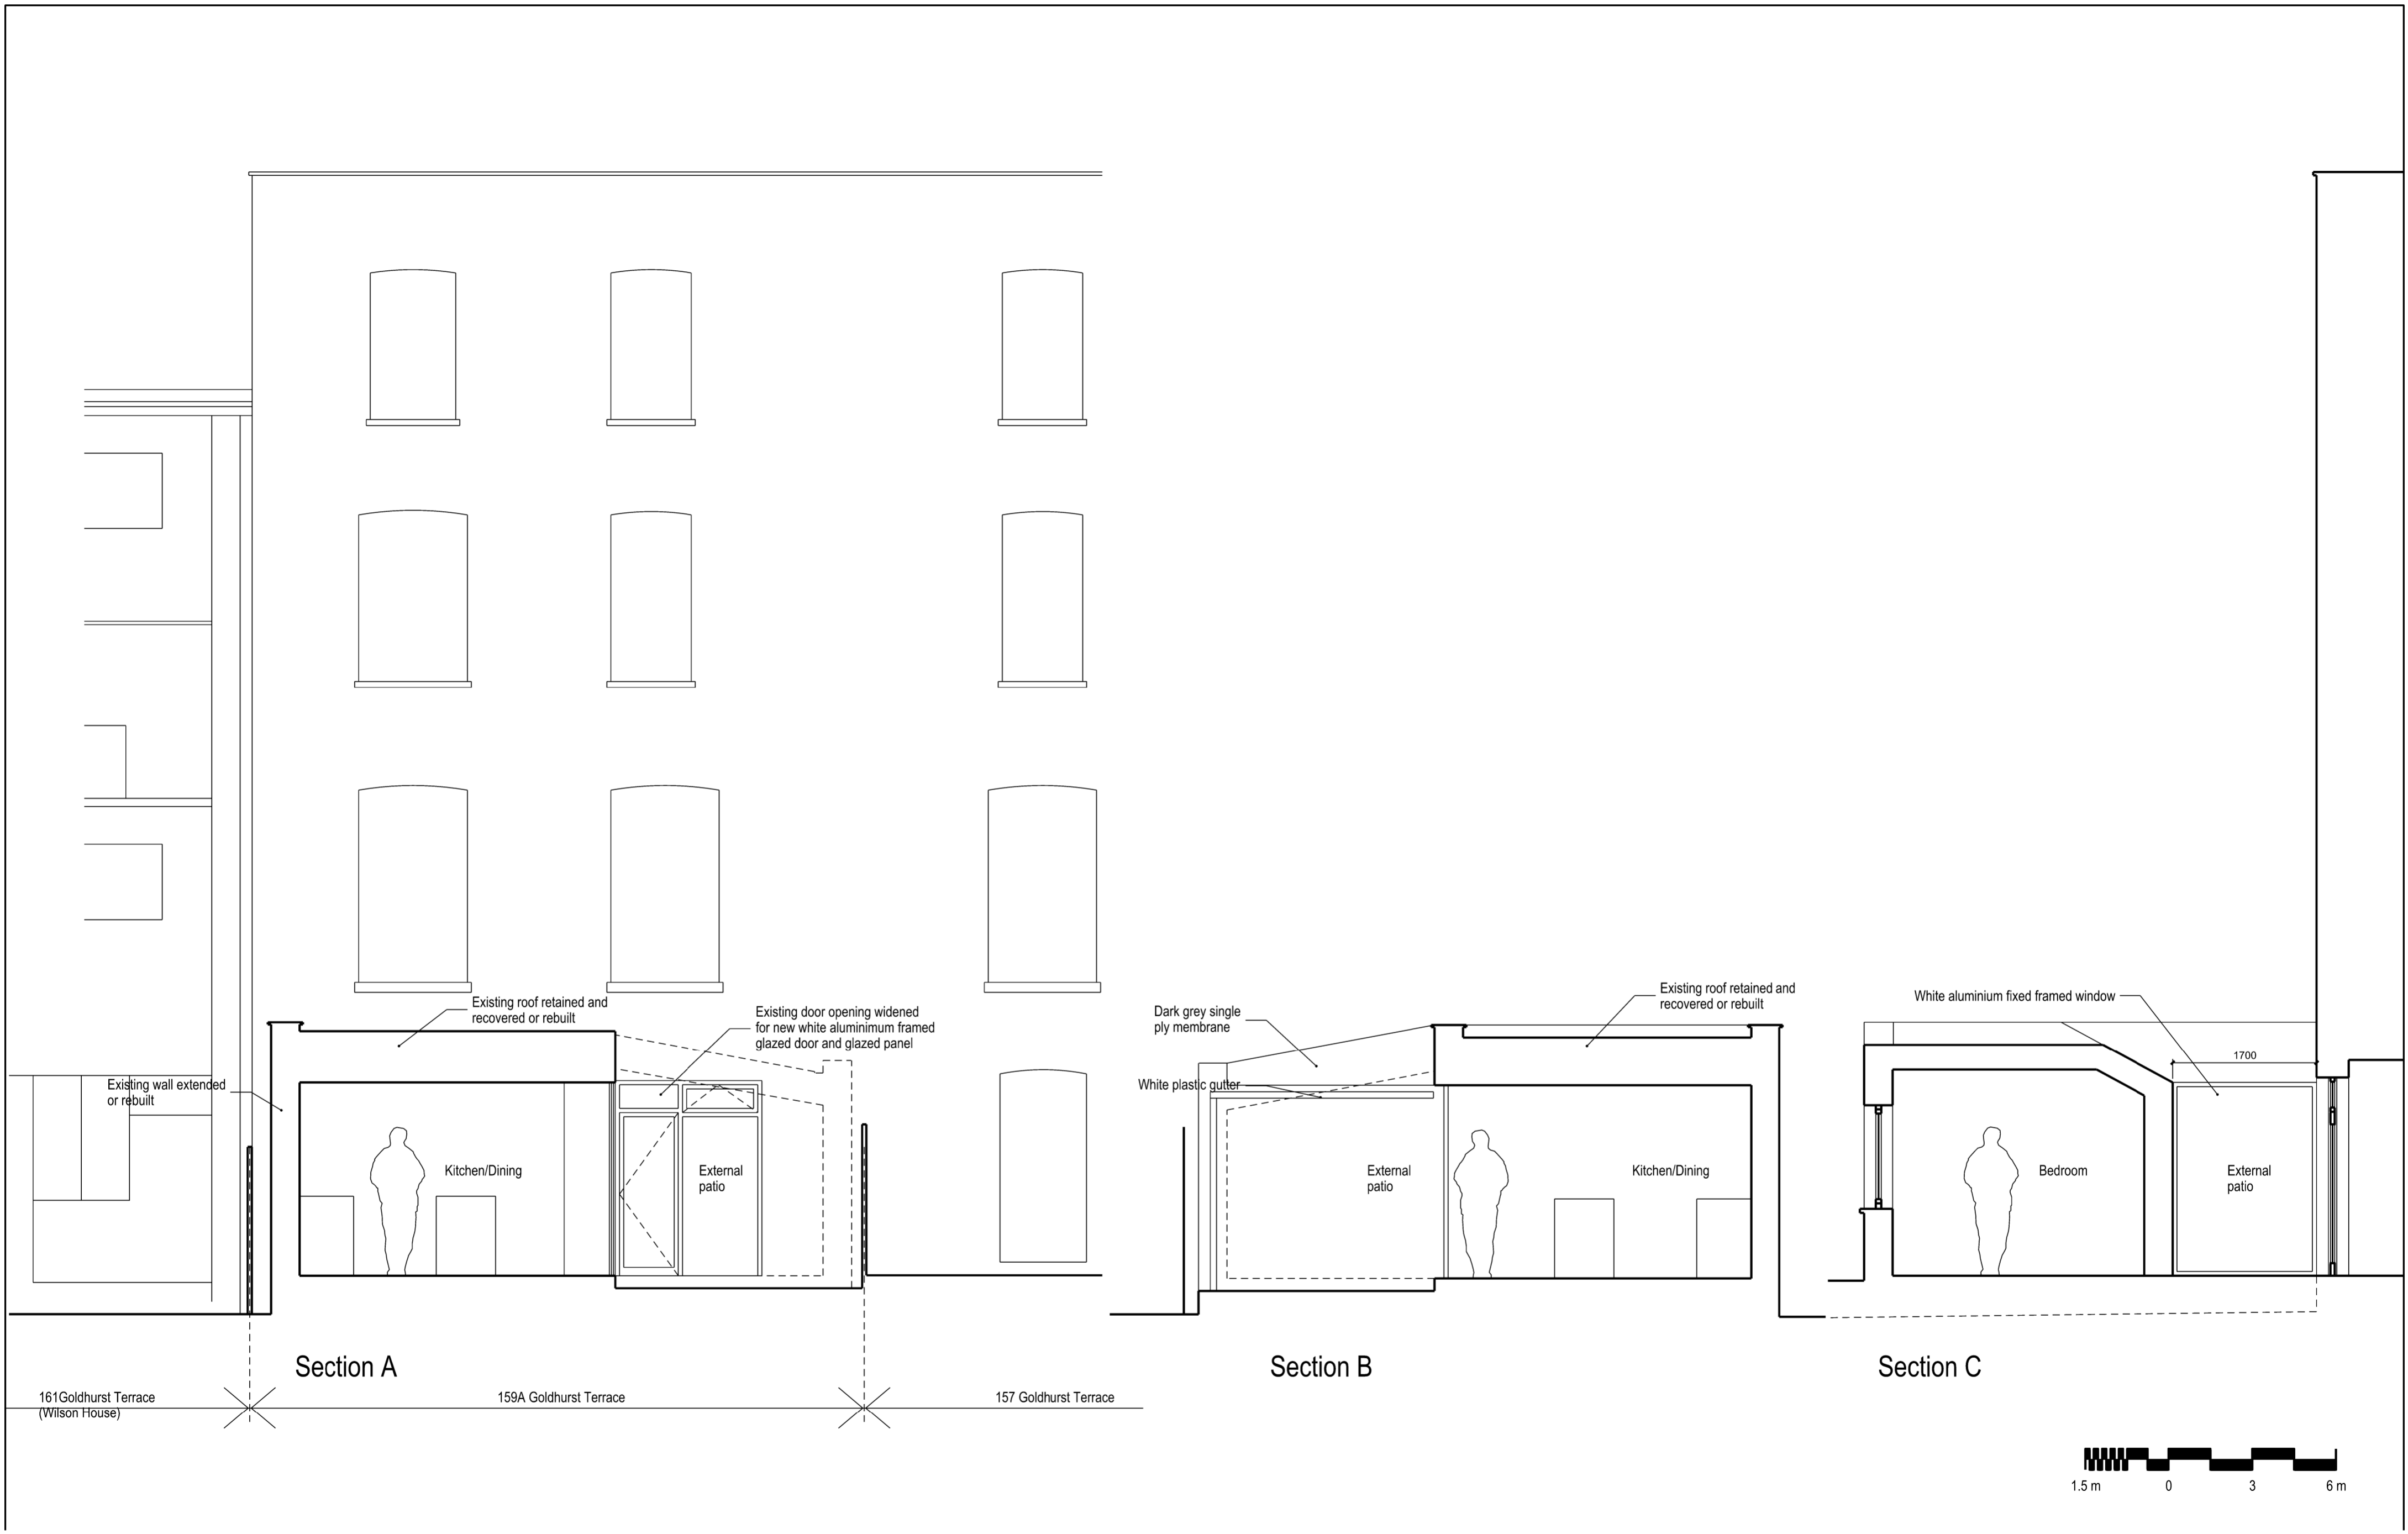 Existing roof retained and
recovered or rebuilt
Existing door opening widened
for new white aluminimum framed
glazed door and glazed panel
Existing wall extended
or rebuilt
Kitchen/Dining
External
patio
Dark grey single
ply membrane
White plastic gutter
Existing roof retained and
recovered or rebuilt
External
patio
Kitchen/Dining
White aluminium fixed framed window
1700
Bedroom
External
patio
Section A
Section B
Section C
161Goldhurst Terrace
(Wilson House)
159A Goldhurst Terrace
157 Goldhurst Terrace
1.5 m
0
3
6 m